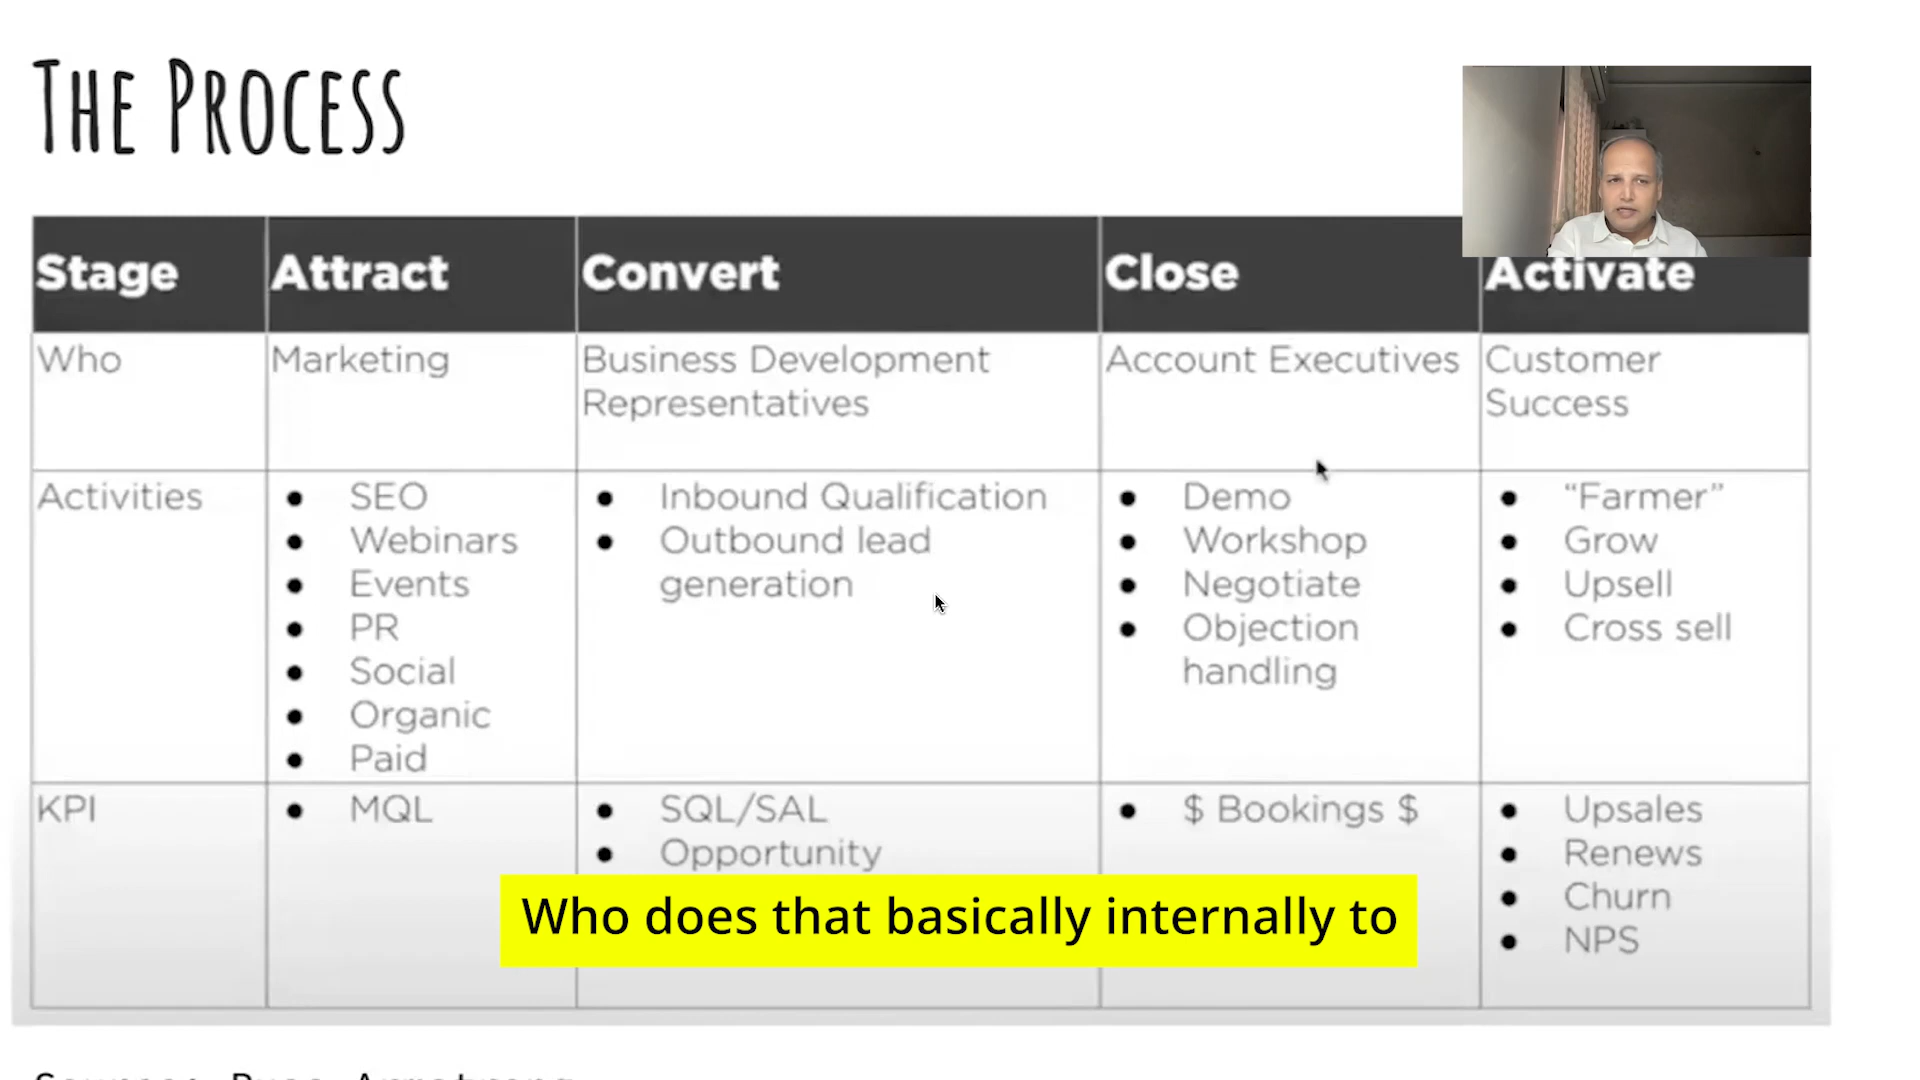 The Process
Stage Attract Convert Close Activate
Who Marketing Business Development Representatives Account Executives Customer Success
Activities
SEO
Webinars
Events
PR
Social
Organic
Paid
Inbound Qualification
Outbound lead
generation
Demo
Workshop
Negotiate
Objection
handling
“Farmer”
Grow
Upsell
Cross sell
KPI
MQL
SQL/SAL
Opportunity
$ Bookings $
Upsales
Renews
Churn
NPS
Who does that basically internally to